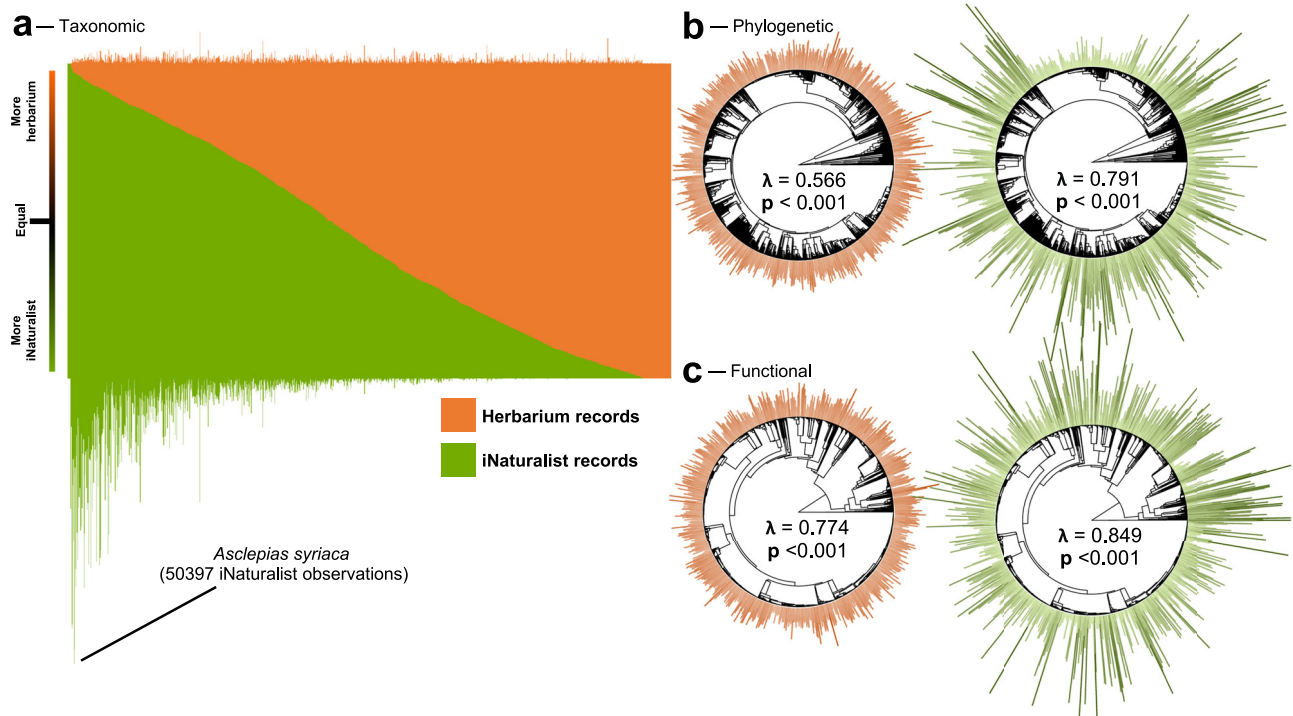 a — Taxonomic
More
herbarium
Equal
More
iNaturalist
Herbarium records
iNaturalist records
Asclepias syriaca
(50397 iNaturalist observations)
b — Phylogenetic
λ = 0.566
p < 0.001
λ = 0.791
p < 0.001
c — Functional
λ = 0.774
p <0.001
λ = 0.849
p <0.001